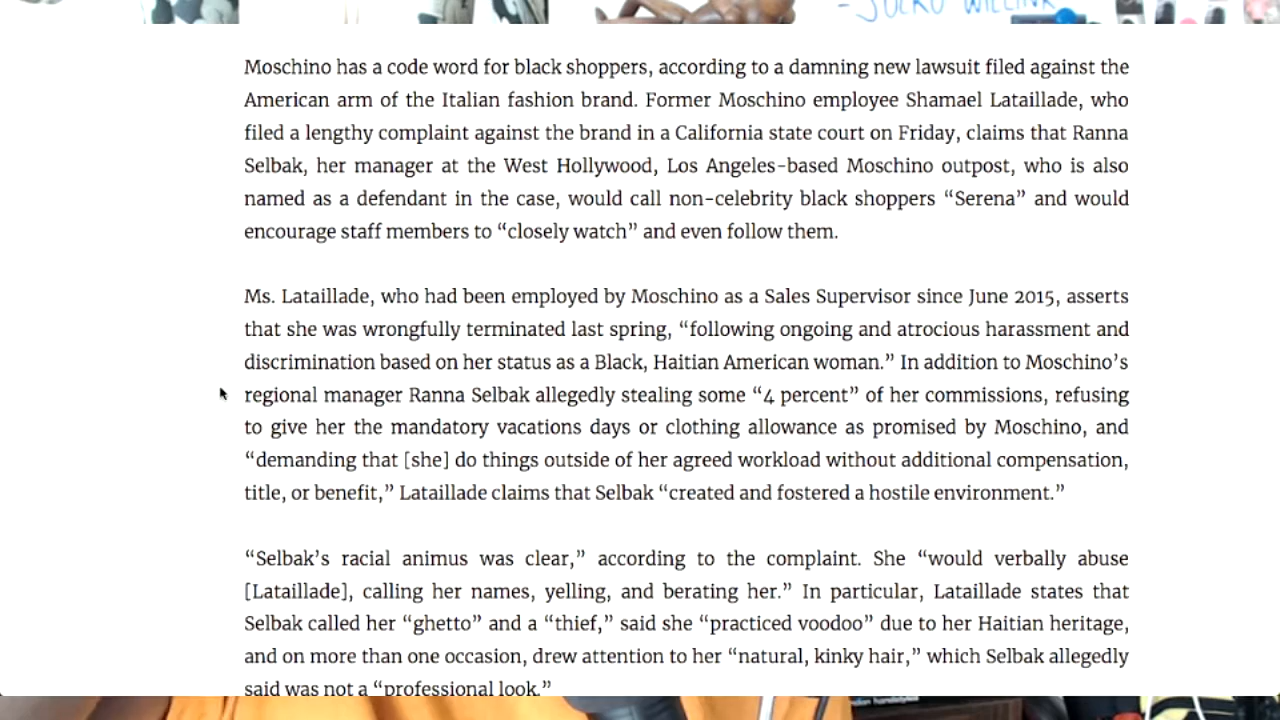 -JOCKO WILLINK
Moschino has a code word for black shoppers, according to a damning new lawsuit filed against the
American arm of the Italian fashion brand. Former Moschino employee Shamael Lataillade, who
filed a lengthy complaint against the brand in a California state court on Friday, claims that Ranna
Selbak, her manager at the West Hollywood, Los Angeles-based Moschino outpost, who is also
named as a defendant in the case, would call non-celebrity black shoppers “Serena” and would
encourage staff members to “closely watch” and even follow them.
Ms. Lataillade, who had been employed by Moschino as a Sales Supervisor since June 2015, asserts
that she was wrongfully terminated last spring, “following ongoing and atrocious harassment and
discrimination based on her status as a Black, Haitian American woman.” In addition to Moschino’s
regional manager Ranna Selbak allegedly stealing some “4 percent” of her commissions, refusing
to give her the mandatory vacations days or clothing allowance as promised by Moschino, and
“demanding that [she] do things outside of her agreed workload without additional compensation,
title, or benefit,” Lataillade claims that Selbak “created and fostered a hostile environment.”
“Selbak’s racial animus was clear,” according to the complaint. She “would verbally abuse
[Lataillade], calling her names, yelling, and berating her.” In particular, Lataillade states that
Selbak called her “ghetto” and a “thief,” said she “practiced voodoo” due to her Haitian heritage,
and on more than one occasion, drew attention to her “natural, kinky hair,” which Selbak allegedly
said was not a “professional look.”